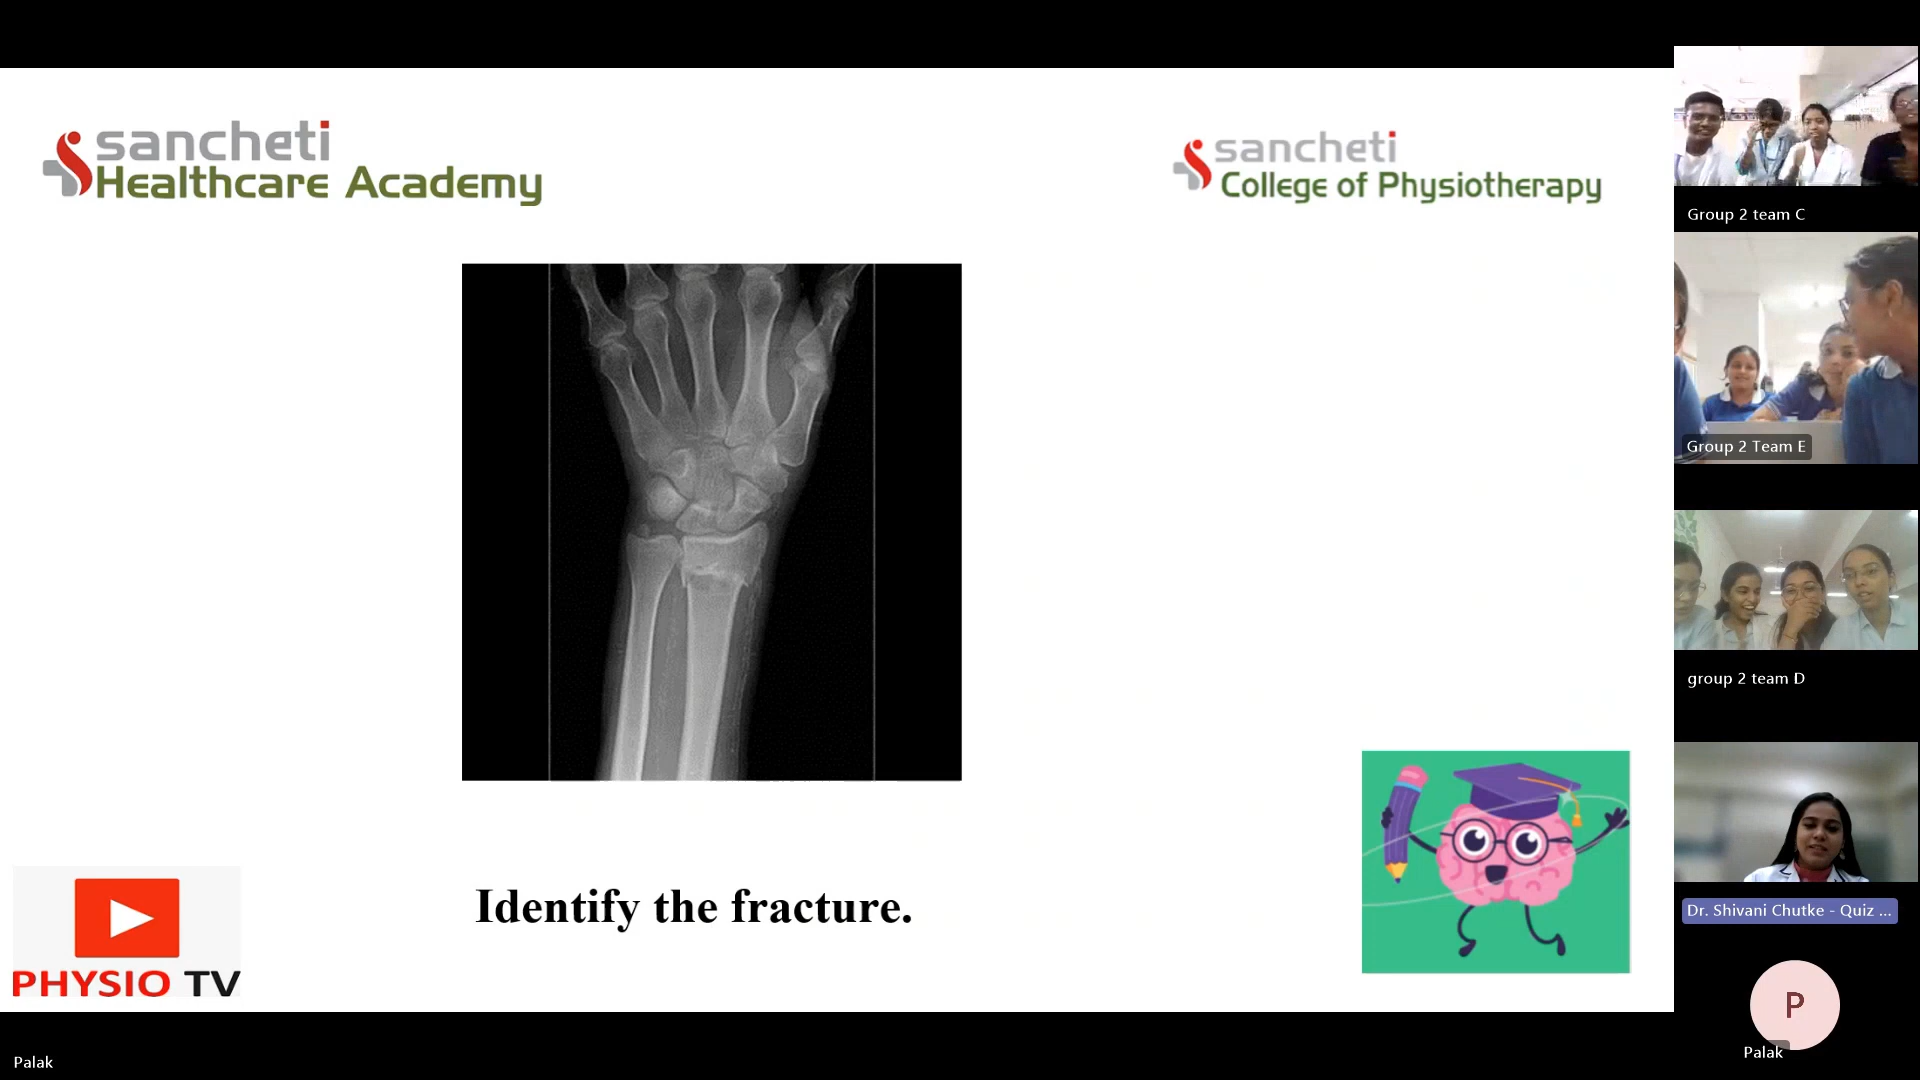 sancheti
Healthcare Academy
sancheti
College of Physiotherapy
Identify the fracture.
PHYSIO TV
Palak
Group 2 team C
Group 2 Team E
group 2 team D
Dr. Shivani Chutke - Quiz ...
P
Palak